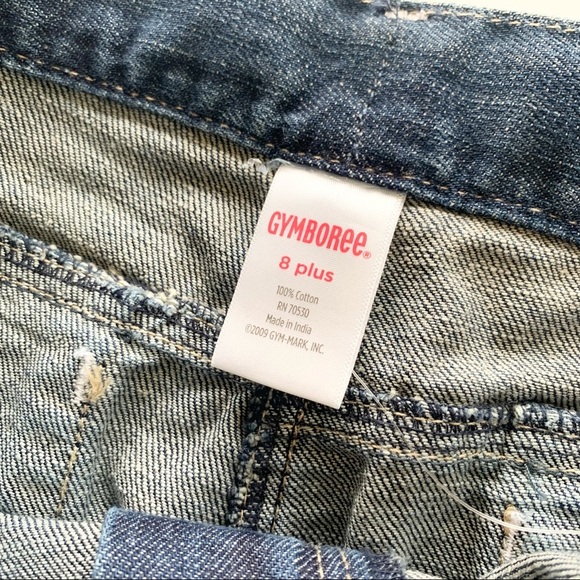 GYMBOREE®
8 plus
100% Cotton
RN 70530
Made in India
©2009 GYM-MARK, INC.